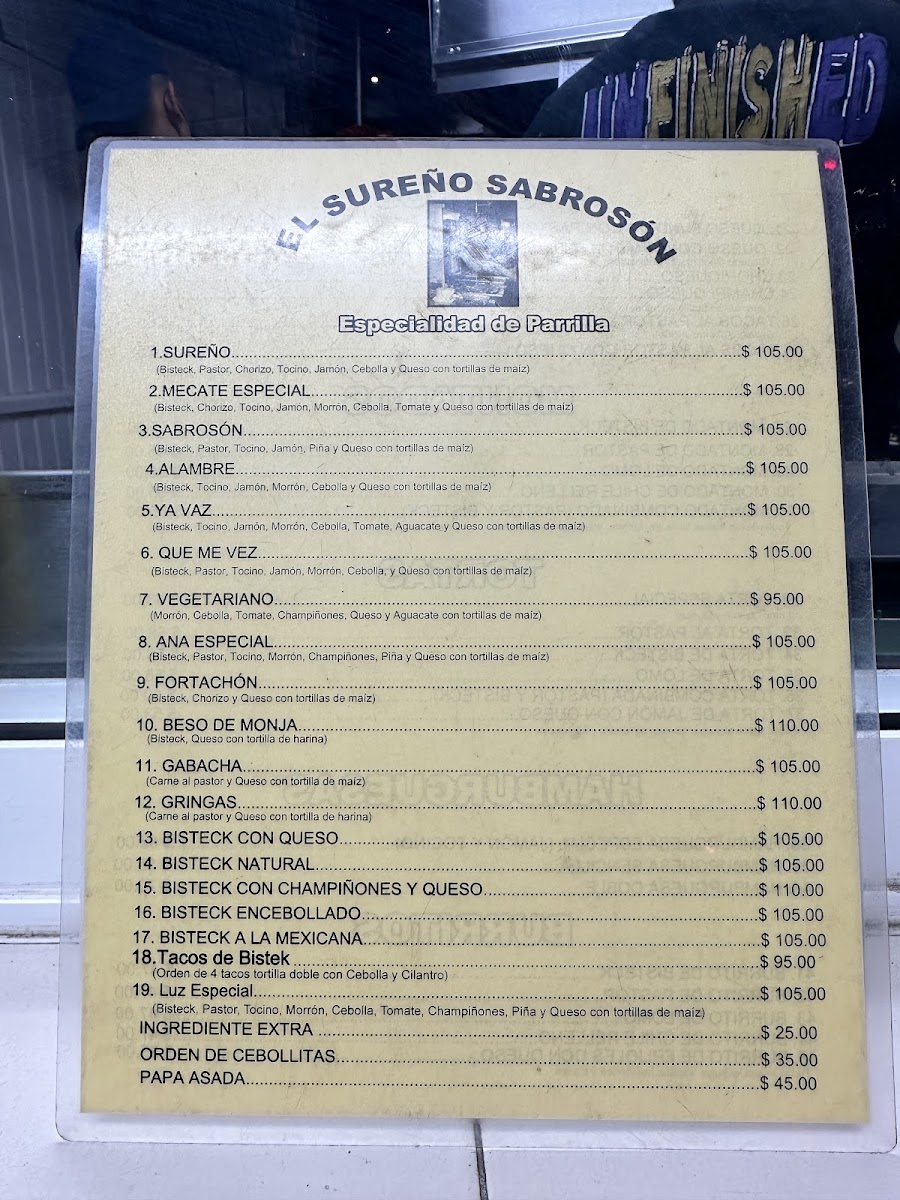 UNFINISHED
EL SUREÑO SABROSÓN
Especialidad de Parrilla
1.SUREÑO........$ 105.00
(Bisteck, Pastor, Chorizo, Tocino, Jamón, Cebolla y Queso con tortillas de maíz)
2.MECATE ESPECIAL........$ 105.00
(Bisteck, Chorizo, Tocino, Jamón, Morrón, Cebolla, Tomate y Queso con tortillas de maíz)
3.SABROSÓN........$ 105.00
(Bisteck, Pastor, Tocino, Jamón, Piña y Queso con tortillas de maíz)
4.ALAMBRE........$ 105.00
(Bisteck, Tocino, Jamón, Morrón, Cebolla y Queso con tortillas de maíz)
5.YA VAZ........$ 105.00
(Bisteck, Tocino, Jamón, Morrón, Cebolla, Tomate, Aguacate y Queso con tortillas de maíz)
6. QUE ME VEZ........$ 105.00
(Bisteck, Pastor, Tocino, Jamón, Morrón, Cebolla, y Queso con tortillas de maíz)
7. VEGETARIANO........$ 95.00
(Morrón, Cebolla, Tomate, Champiñones, Queso y Aguacate con tortillas de maíz)
8. ANA ESPECIAL........$ 105.00
(Bisteck, Pastor, Tocino, Morrón, Champiñones, Piña y Queso con tortillas de maíz)
9. FORTACHÓN........$ 105.00
(Bisteck, Chorizo y Queso con tortillas de maíz)
10. BESO DE MONJA........$ 110.00
(Bisteck, Queso con tortilla de harina)
11. GABACHA........$ 105.00
(Carne al pastor y Queso con tortilla de maíz)
12. GRINGAS........$ 110.00
(Carne al pastor y Queso con tortilla de harina)
13. BISTECK CON QUESO........$ 105.00
14. BISTECK NATURAL........$ 105.00
15. BISTECK CON CHAMPIÑONES Y QUESO........$ 110.00
16. BISTECK ENCEBOLLADO........$ 105.00
17. BISTECK A LA MEXICANA........$ 105.00
18.Tacos de Bistek ........$ 95.00
(Orden de 4 tacos tortilla doble con Cebolla y Cilantro)
19. Luz Especial........$ 105.00
(Bisteck, Pastor, Tocino, Morrón, Cebolla, Tomate, Champiñones, Piña y Queso con tortillas de maíz)
INGREDIENTE EXTRA ........$ 25.00
ORDEN DE CEBOLLITAS........$ 35.00
PAPA ASADA........$ 45.00